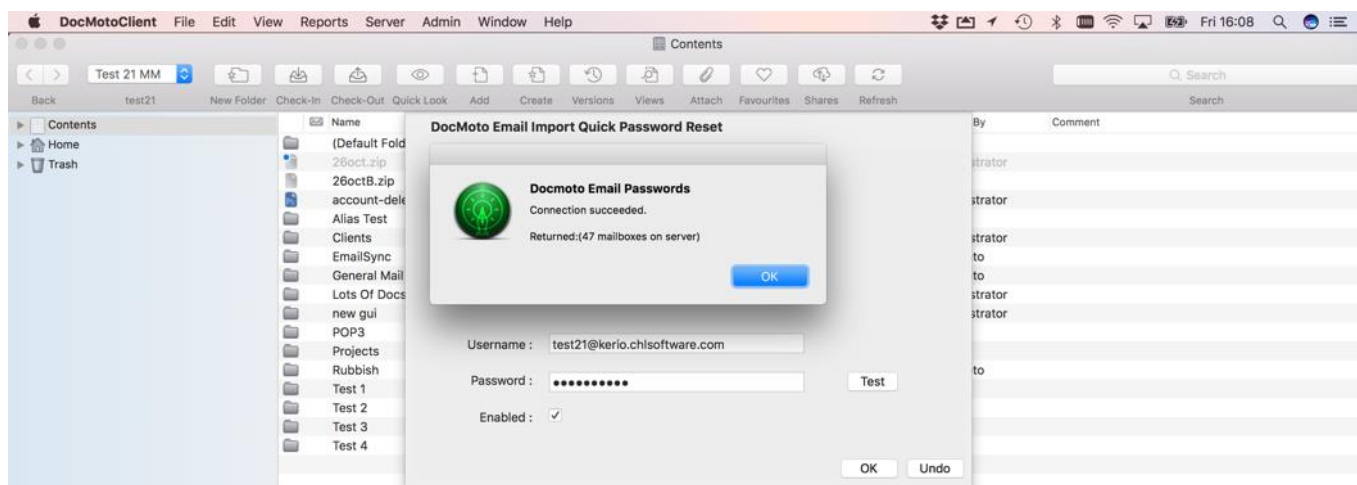 DocMotoClient File Edit View Reports Server Admin Window Help Fri 16:08
Contents
Test 21 MM
Search
Back test21 New Folder Check-In Check-Out Quick Look Add Create Versions Views Attach Favourites Shares Refresh Search
Contents
Home
Trash
Name
By Comment
(Default Fold
26oct.zip
strator
26octB.zip
account-dele
strator
Alias Test
Clients
strator
EmailSync
to
General Mail
to
Lots Of Docs
strator
new gui
strator
POP3
Projects
Rubbish
to
Test 1
Test 2
Test 3
Test 4
DocMoto Email Import Quick Password Reset
Docmoto Email Passwords
Connection succeeded.
Returned:(47 mailboxes on server)
OK
Username : test21@kerio.chlsoftware.com
Password : ●●●●●●●●●● Test
Enabled :
OK Undo